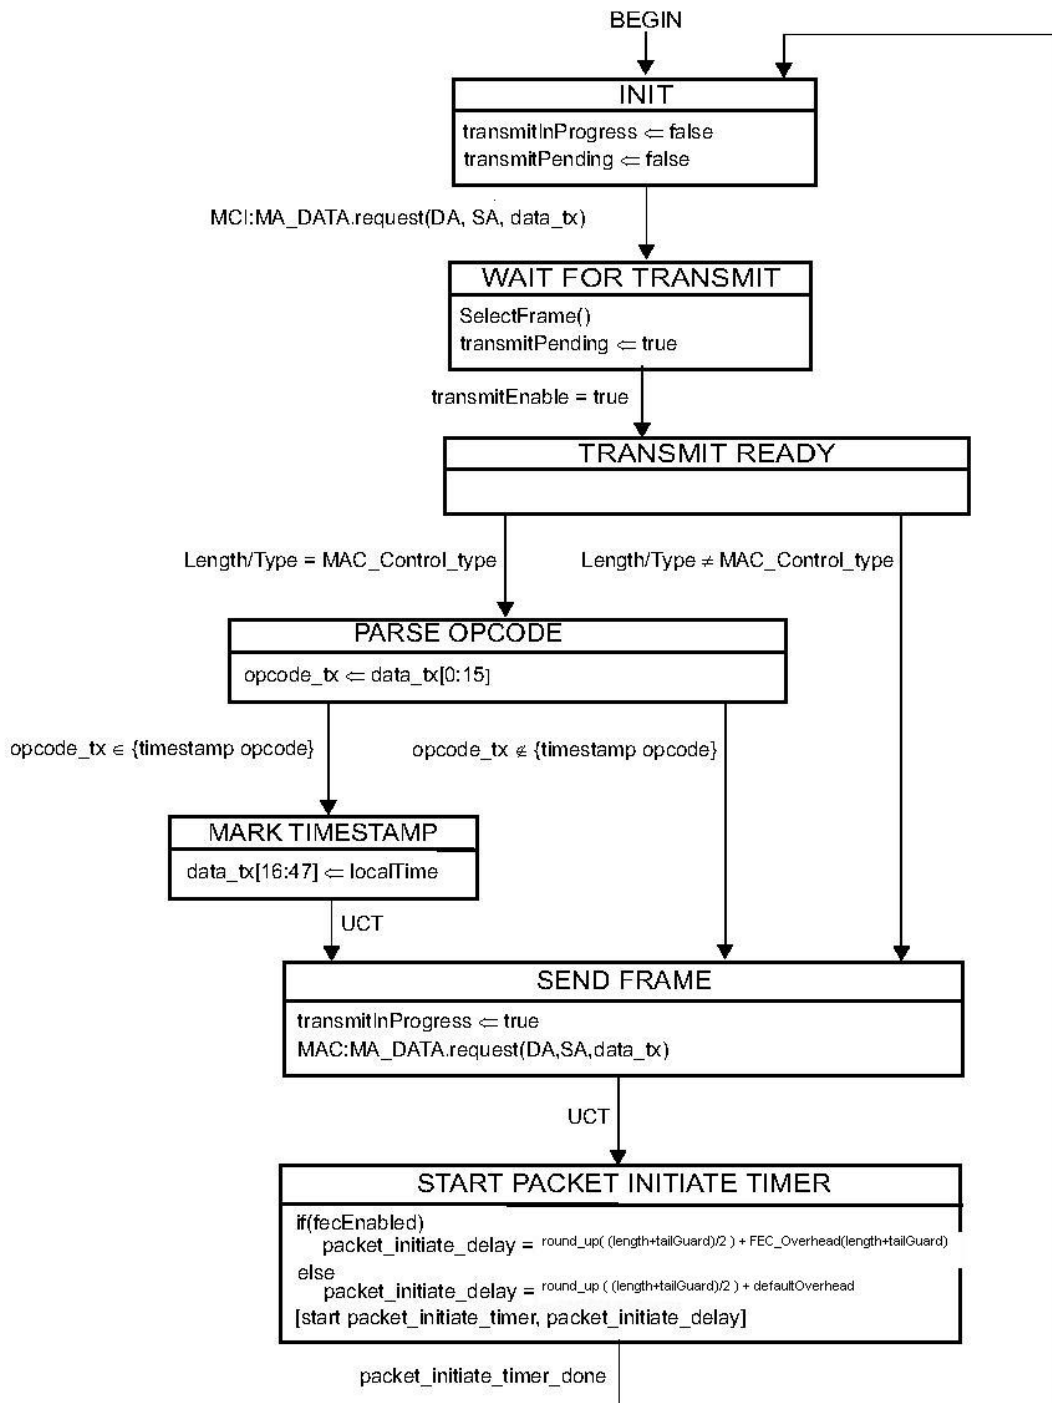 BEGIN
INIT
transmitInProgress ⇐ false
transmitPending ⇐ false
MCI:MA_DATA.request(DA, SA, data_tx)
WAIT FOR TRANSMIT
SelectFrame()
transmitPending ⇐ true
transmitEnable = true
TRANSMIT READY
Length/Type = MAC_Control_type
Length/Type ≠ MAC_Control_type
PARSE OPCODE
opcode_tx ⇐ data_tx[0:15]
opcode_tx ∈ {timestamp opcode}
opcode_tx ∉ {timestamp opcode}
MARK TIMESTAMP
data_tx[16:47] ⇐ localTime
UCT
SEND FRAME
transmitInProgress ⇐ true
MAC:MA_DATA.request(DA,SA,data_tx)
UCT
START PACKET INITIATE TIMER
if(fecEnabled)
packet_initiate_delay = round_up( (length+tailGuard)/2 ) + FEC_Overhead(length+tailGuard)
else
packet_initiate_delay = round_up ( (length+tailGuard)/2 ) + defaultOverhead
[start packet_initiate_timer, packet_initiate_delay]
packet_initiate_timer_done